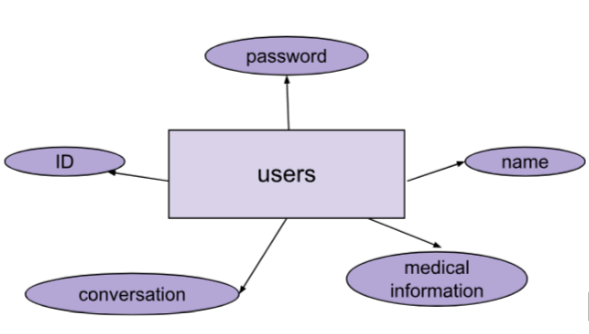 password
ID
users
name
conversation
medical
information